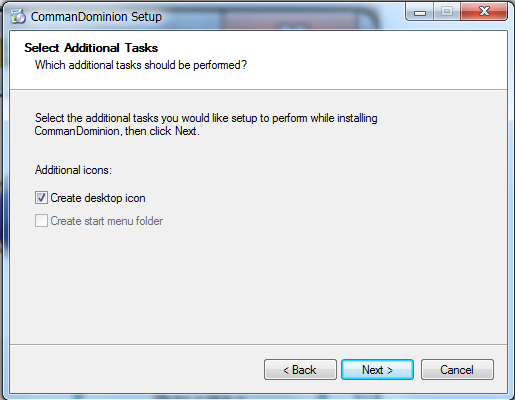 CommanDominion Setup
Select Additional Tasks
Which additional tasks should be performed?
Select the additional tasks you would like setup to perform while installing
CommanDominion, then click Next.
Additional icons:
Create desktop icon
Create start menu folder
< Back
Next >
Cancel